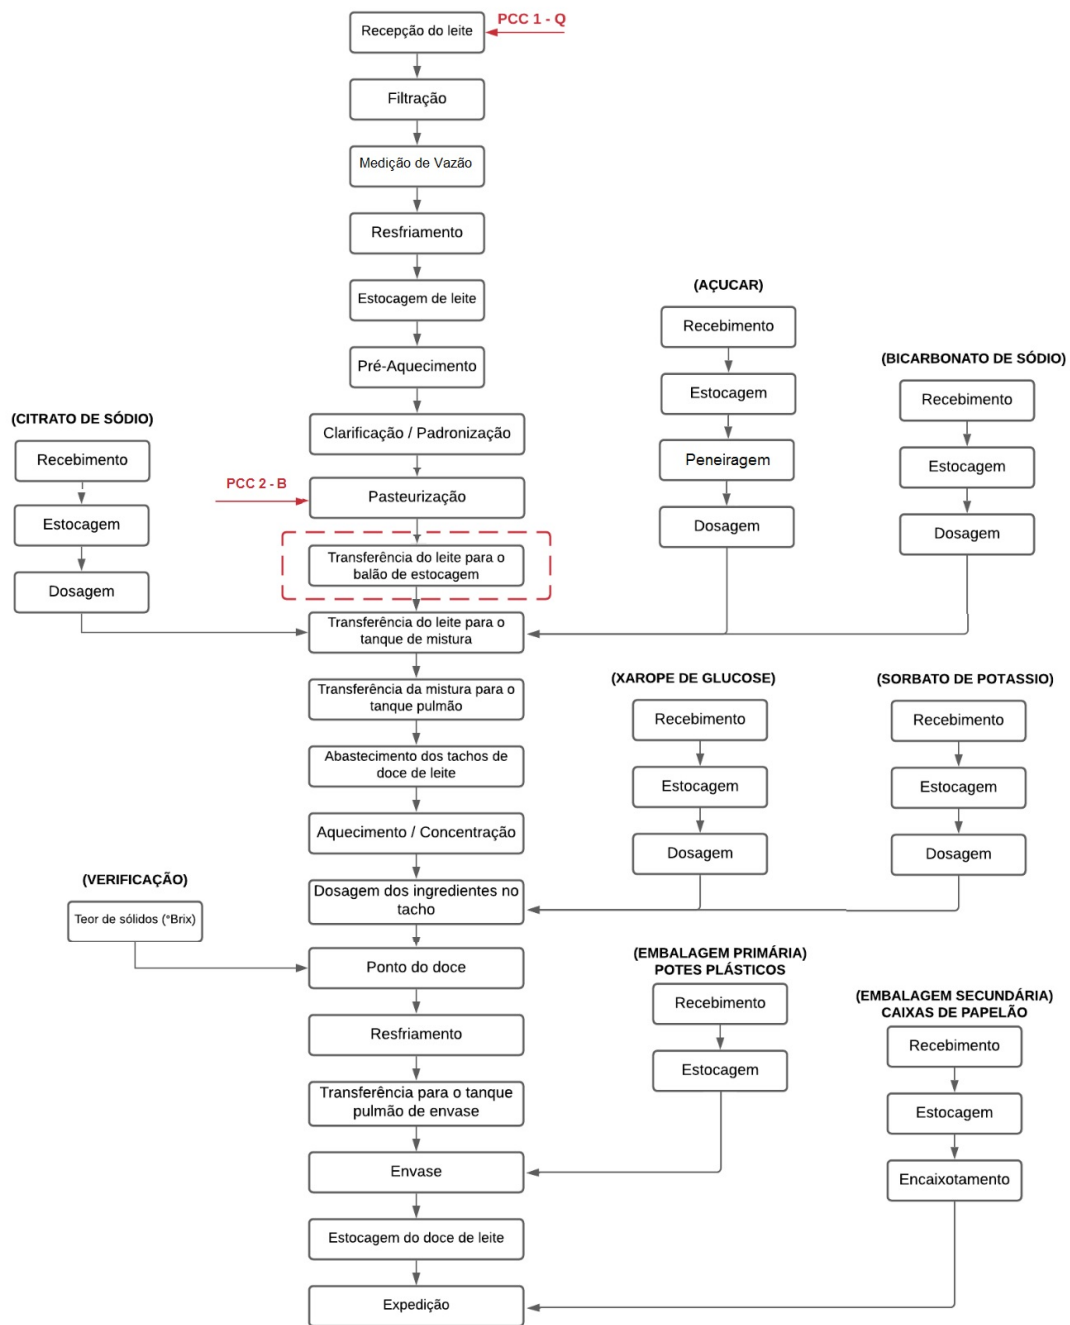 Recepção do leite
PCC 1 - Q
Filtração
Medição de Vazão
Resfriamento
Estocagem de leite
Pré-Aquecimento
Clarificação / Padronização
PCC 2 - B
Pasteurização
Transferência do leite para o
balão de estocagem
(CITRATO DE SÓDIO)
Recebimento
Estocagem
Dosagem
(AÇUCAR)
Recebimento
Estocagem
Peneiragem
Dosagem
(BICARBONATO DE SÓDIO)
Recebimento
Estocagem
Dosagem
Transferência do leite para o
tanque de mistura
Transferência da mistura para o
tanque pulmão
Abastecimento dos tachos de
doce de leite
Aquecimento / Concentração
(XAROPE DE GLUCOSE)
Recebimento
Estocagem
Dosagem
(SORBATO DE POTASSIO)
Recebimento
Estocagem
Dosagem
Dosagem dos ingredientes no
tacho
(VERIFICAÇÃO)
Teor de sólidos (°Brix)
Ponto do doce
Resfriamento
Transferência para o tanque
pulmão de envase
(EMBALAGEM PRIMÁRIA)
POTES PLÁSTICOS
Recebimento
Estocagem
Envase
Estocagem do doce de leite
(EMBALAGEM SECUNDÁRIA)
CAIXAS DE PAPELÃO
Recebimento
Estocagem
Encaixotamento
Expedição